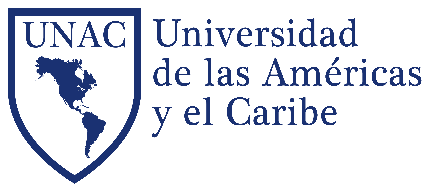 UNAC
Universidad
de las Américas
y el Caribe